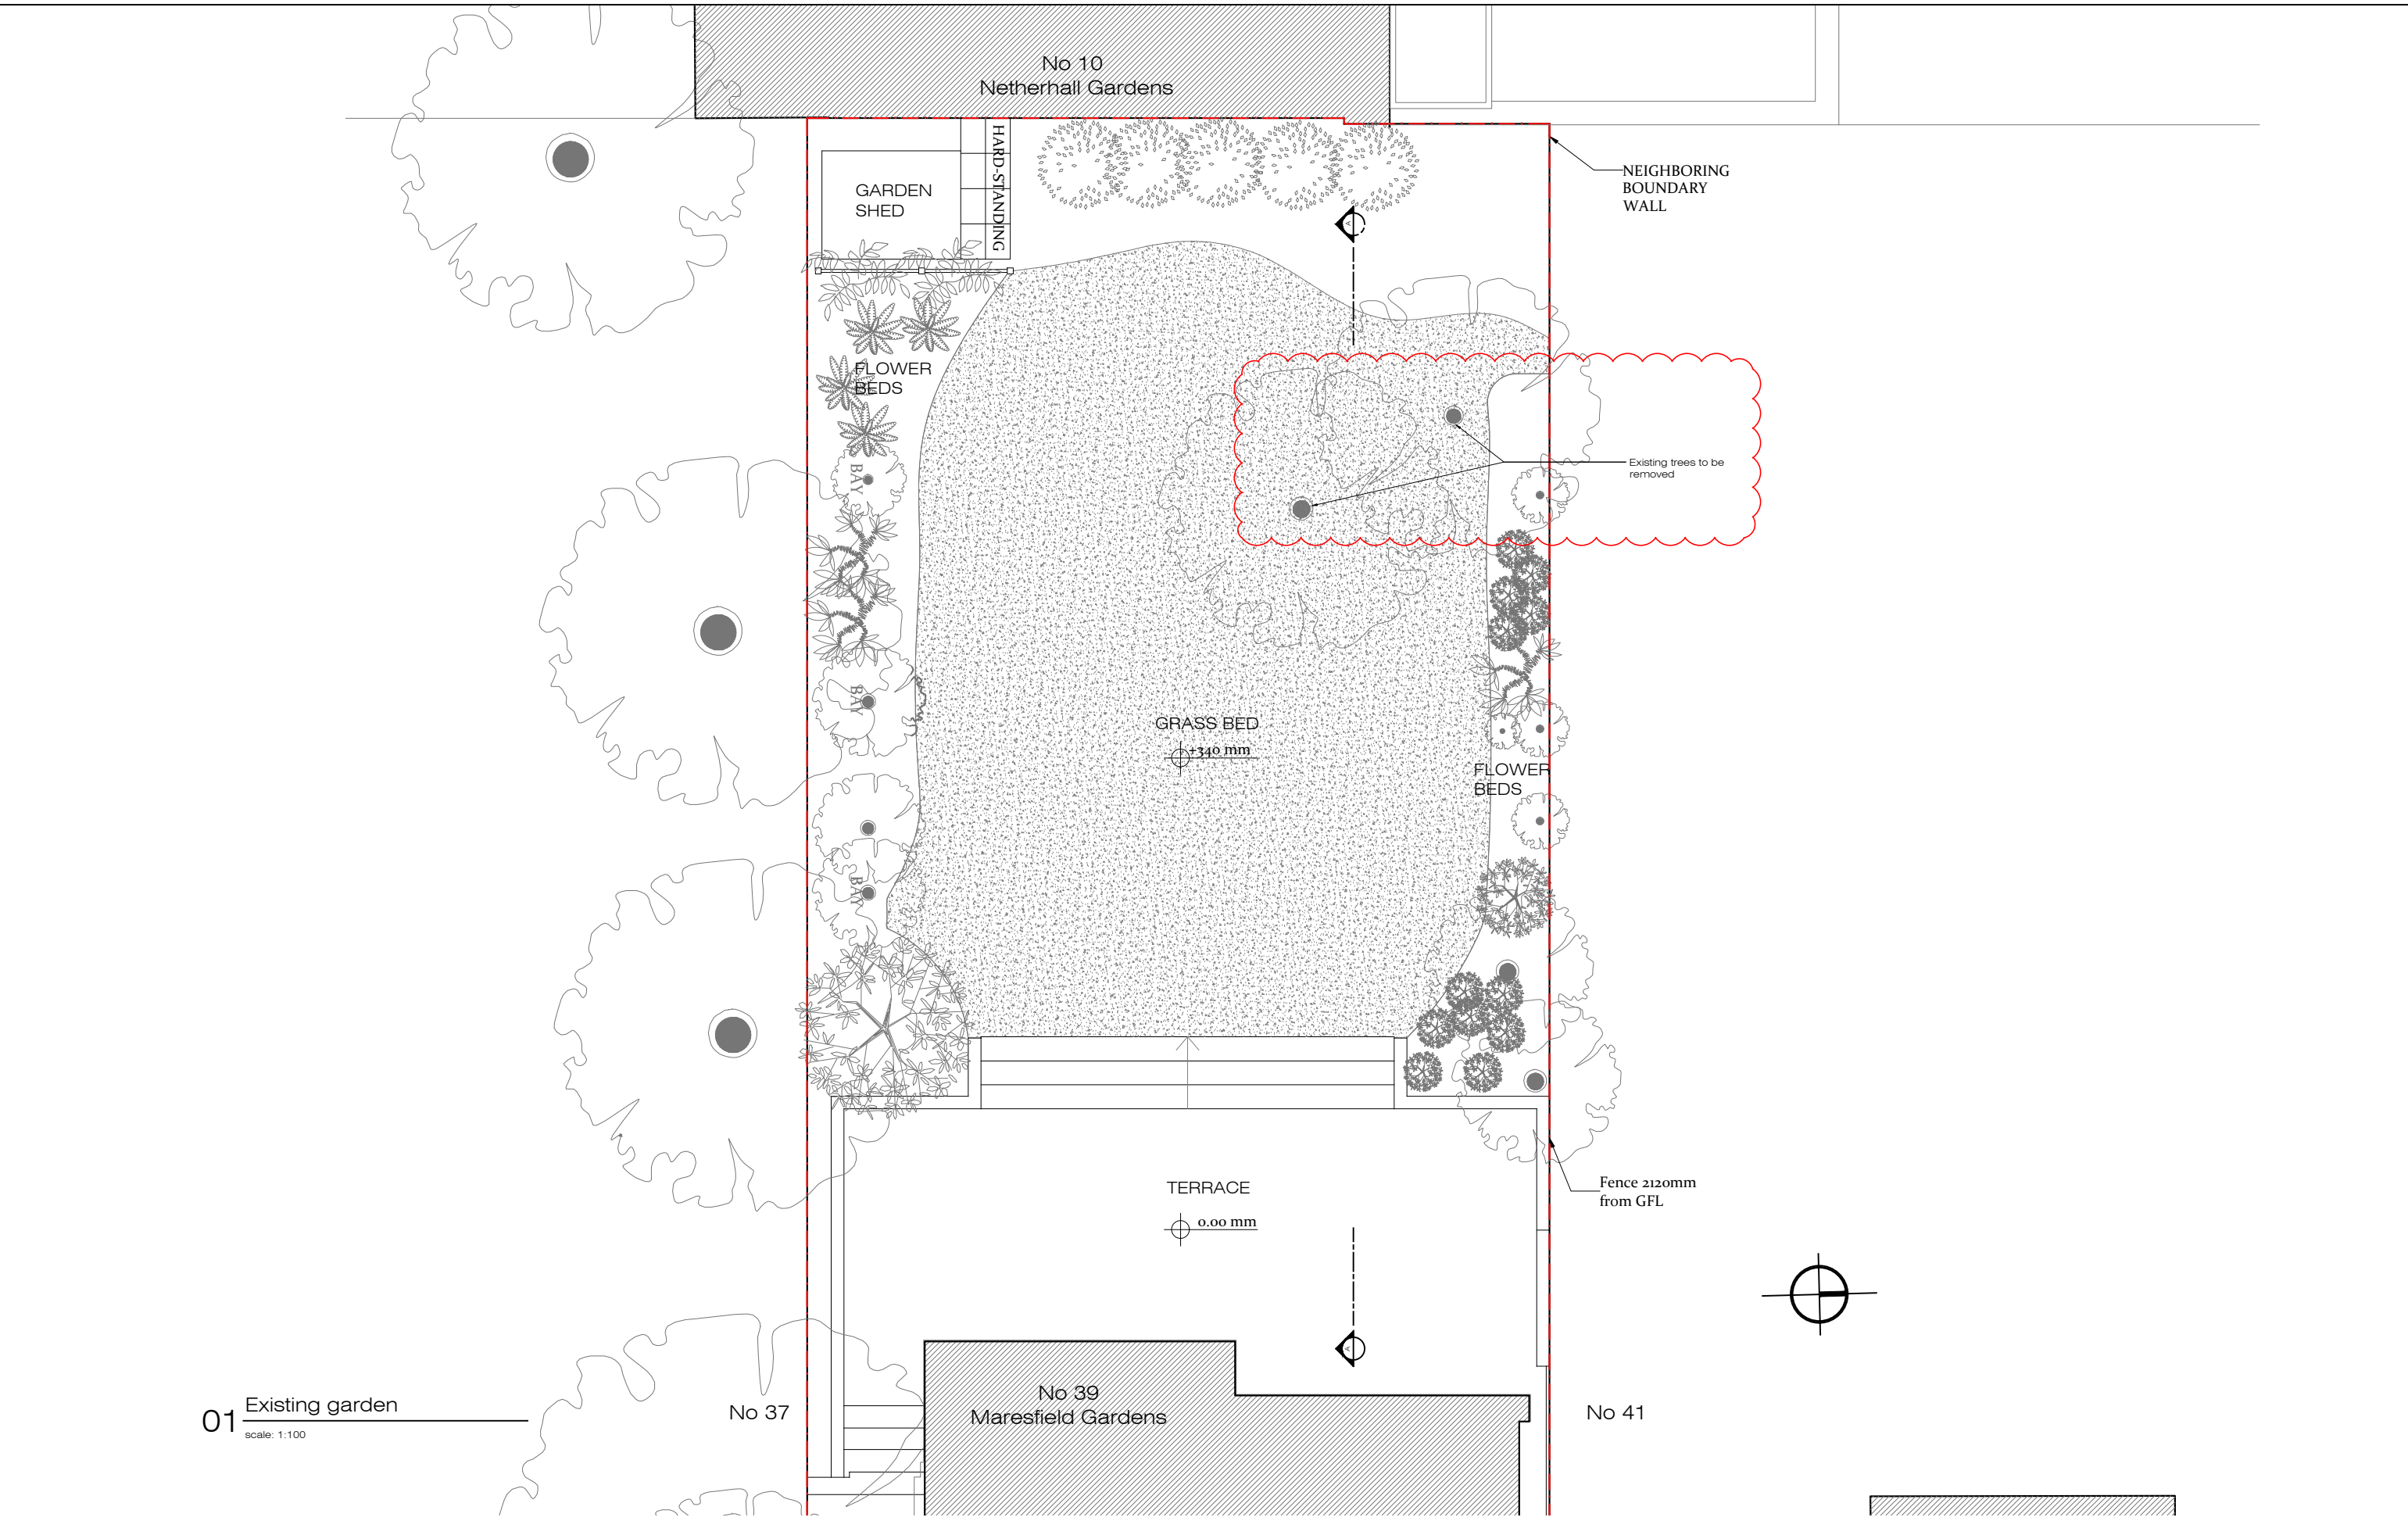 No 10
Netherhall Gardens
HARD-STANDING
GARDEN
SHED
NEIGHBORING
BOUNDARY
WALL
A
FLOWER
BEDS
Existing trees to be
removed
BAY
BAY
GRASS BED
+340 mm
FLOWER
BEDS
BAY
TERRACE
0.00 mm
Fence 2120mm
from GFL
A
No 39
Maresfield Gardens
No 37
No 41
01
Existing garden
scale: 1:100